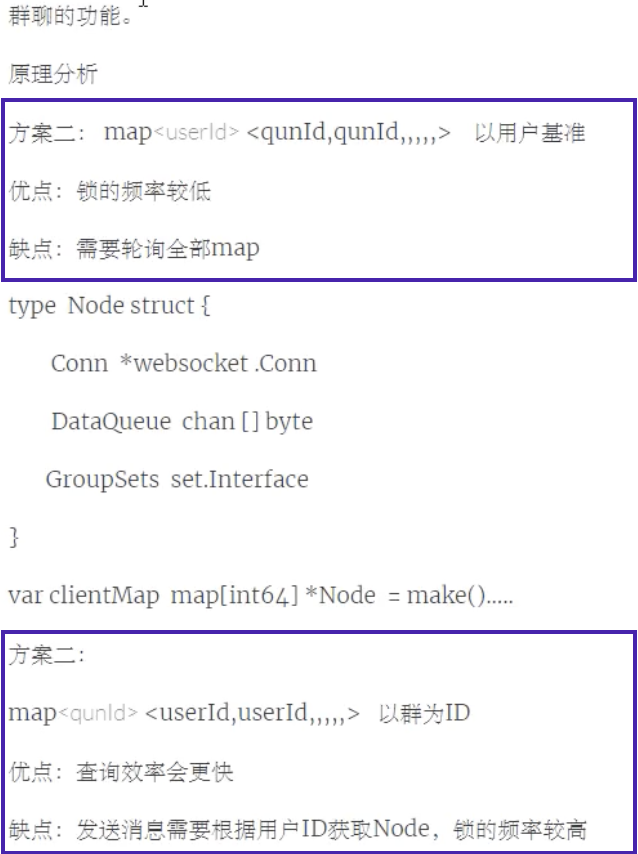 群聊的功能。
原理分析
方案二： map<userId> <qunId,qunId,,,,,> 以用户基准
优点：锁的频率较低
缺点：需要轮询全部map
type Node struct {
Conn *websocket .Conn
DataQueue chan [ ] byte
GroupSets set.Interface
}
var clientMap map[int64] *Node = make().....
方案二：
map<qunId> <userId,userId,,,,,> 以群为ID
优点：查询效率会更快
缺点：发送消息需要根据用户ID获取Node，锁的频率较高